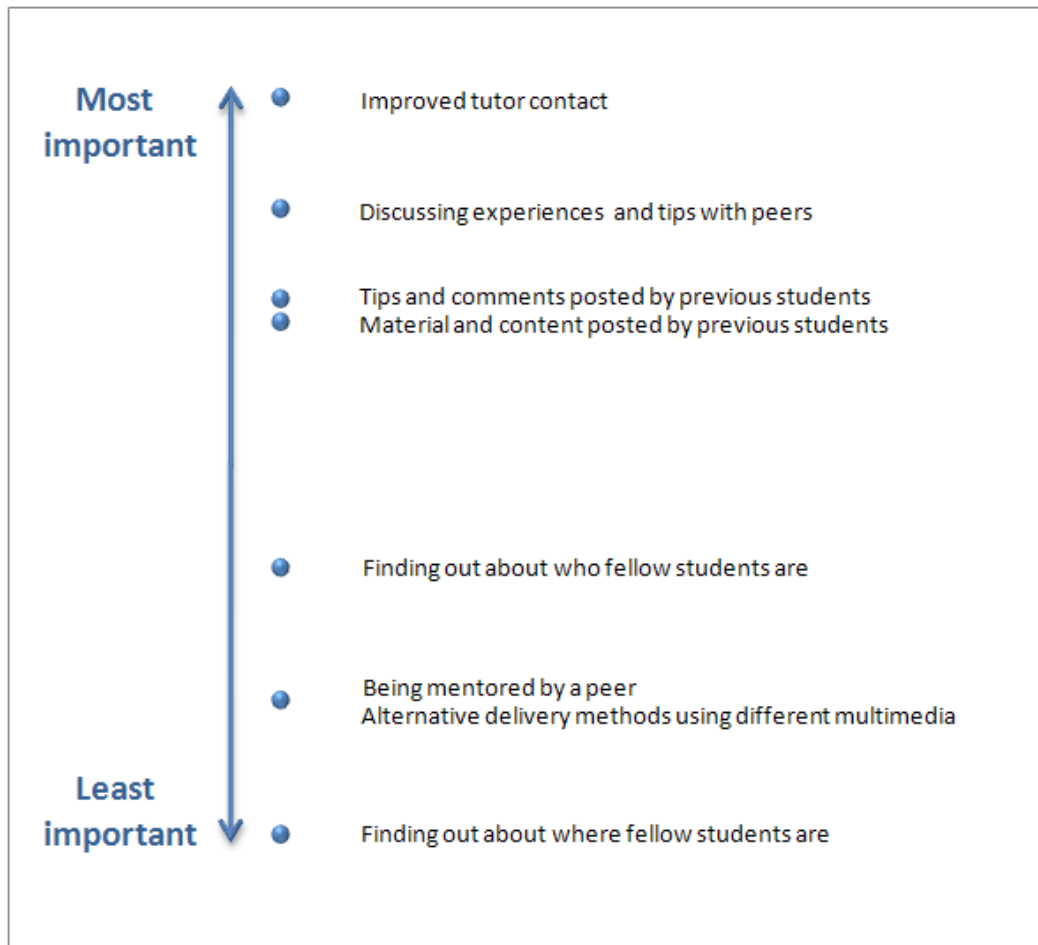 Most
important
Improved tutor contact
Discussing experiences and tips with peers
Tips and comments posted by previous students
Material and content posted by previous students
Finding out about who fellow students are
Being mentored by a peer
Alternative delivery methods using different multimedia
Least
important
Finding out about where fellow students are